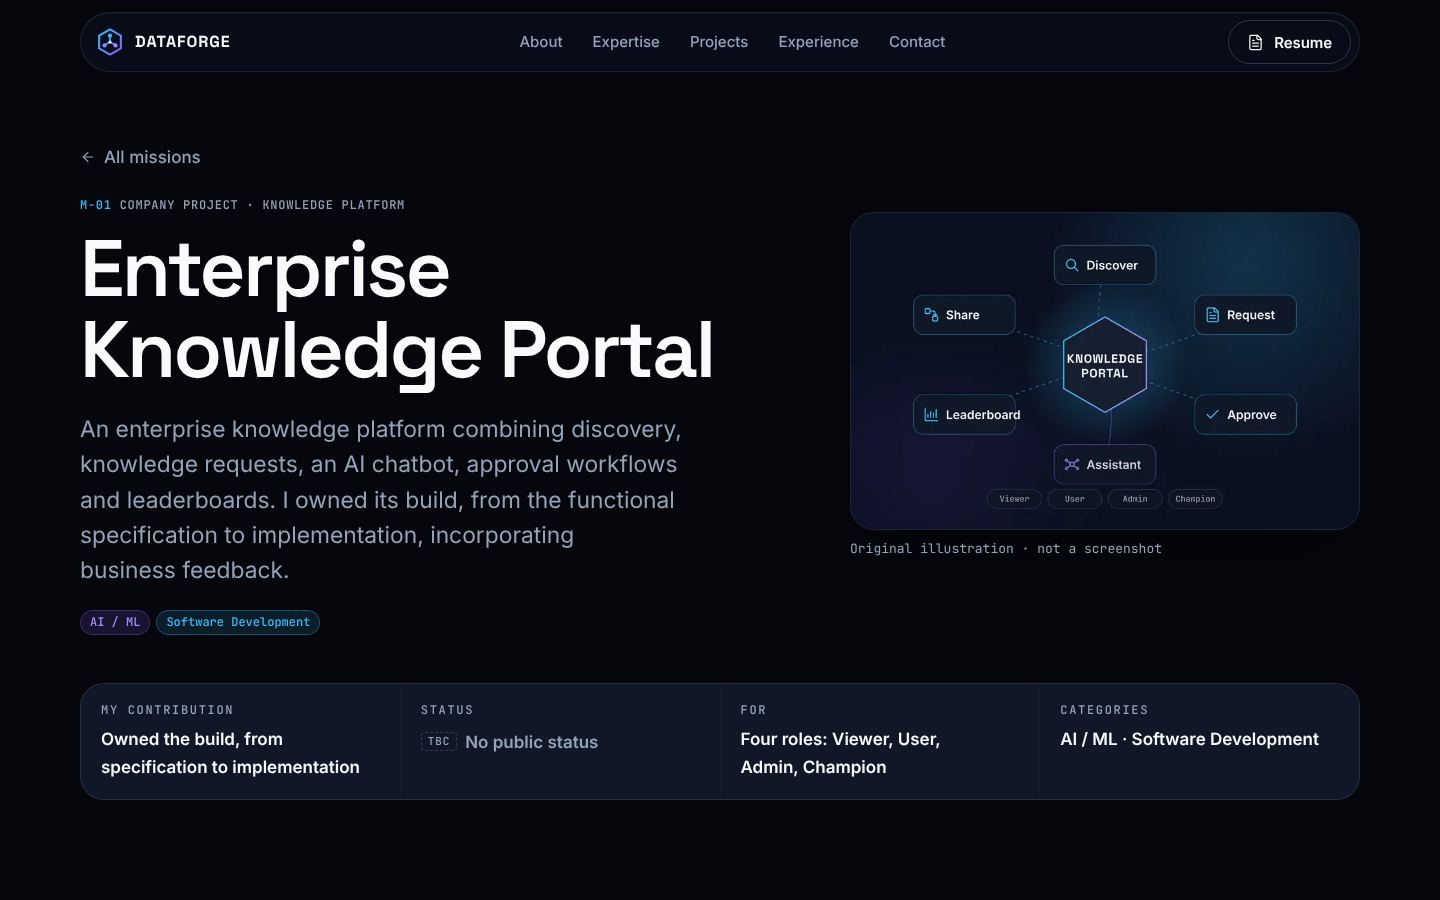 DATAFORGE
About
Expertise
Projects
Experience
Contact
Resume
All missions
M-01 COMPANY PROJECT · KNOWLEDGE PLATFORM
Enterprise
Knowledge Portal
An enterprise knowledge platform combining discovery,
knowledge requests, an AI chatbot, approval workflows
and leaderboards. I owned its build, from the functional
specification to implementation, incorporating
business feedback.
AI / ML
Software Development
Discover
Share
Request
KNOWLEDGE
PORTAL
Leaderboard
Approve
Assistant
Viewer
User
Admin
Champion
Original illustration · not a screenshot
MY CONTRIBUTION
Owned the build, from
specification to implementation
STATUS
TBC No public status
FOR
Four roles: Viewer, User,
Admin, Champion
CATEGORIES
AI / ML · Software Development